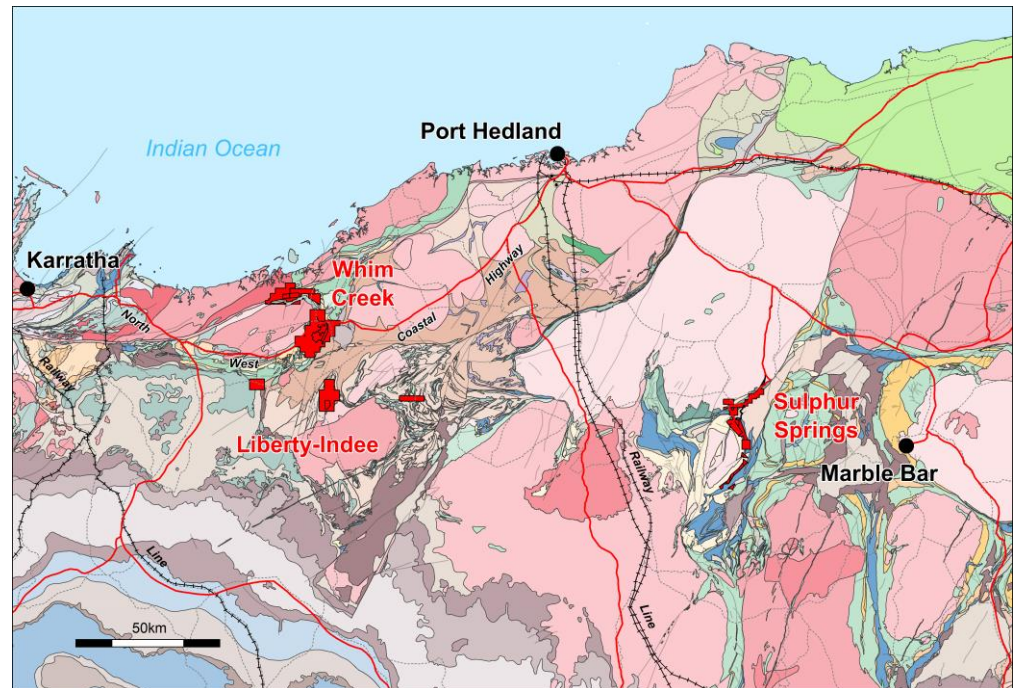 Port Hedland
Indian Ocean
Karratha
Whim
Creek
Highway
Coastal
North
West
Railway
Liberty-Indee
Sulphur
Springs
Marble Bar
Railway
Line
Line
50km